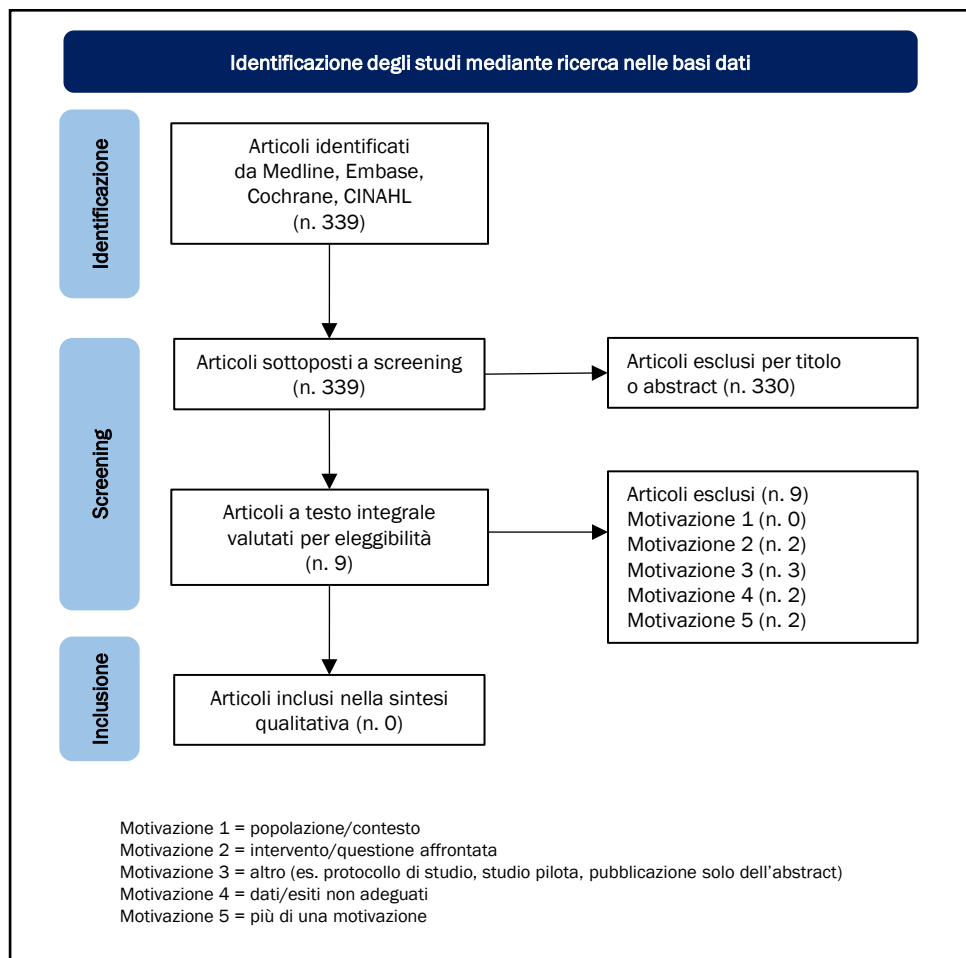 Identificazione degli studi mediante ricerca nelle basi dati
Identificazione
Articoli identificati
da Medline, Embase,
Cochrane, CINAHL
(n. 339)
Screening
Articoli sottoposti a screening
(n. 339)
Articoli esclusi per titolo
o abstract (n. 330)
Articoli a testo integrale
valutati per eleggibilità
(n. 9)
Articoli esclusi (n. 9)
Motivazione 1 (n. 0)
Motivazione 2 (n. 2)
Motivazione 3 (n. 3)
Motivazione 4 (n. 2)
Motivazione 5 (n. 2)
Inclusione
Articoli inclusi nella sintesi
qualitativa (n. 0)
Motivazione 1 = popolazione/contesto
Motivazione 2 = intervento/questione affrontata
Motivazione 3 = altro (es. protocollo di studio, studio pilota, pubblicazione solo dell'abstract)
Motivazione 4 = dati/esiti non adeguati
Motivazione 5 = più di una motivazione